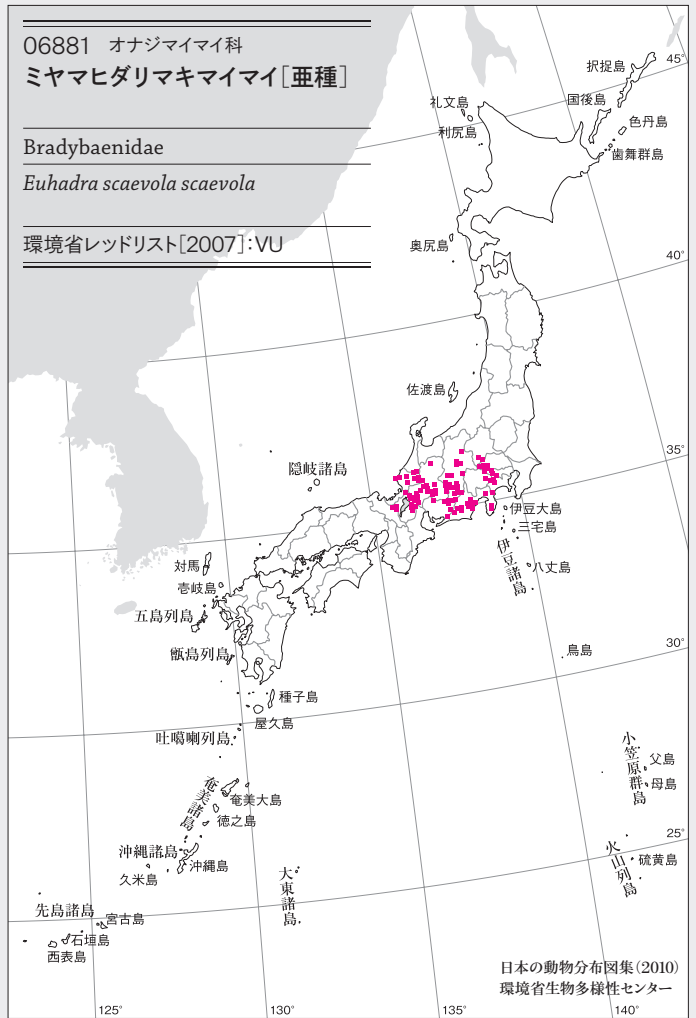 06881 オナジマイマイ科
ミヤマヒダリマキマイマイ[亜種]
Bradybaenidae
Euhadra scaevola scaevola
環境省レッドリスト[2007]:VU
択捉島
45°
礼文島
国後島
利尻島
色丹島
歯舞群島
奥尻島
40°
佐渡島
35°
隠岐諸島
伊豆大島
三宅島
伊豆諸島
八丈島
対馬
壱岐島
五島列島
甑島列島
鳥島
30°
種子島
屋久島
吐噶喇列島
小笠原群島
父島
母島
奄美諸島
奄美大島
徳之島
25°
沖縄諸島
沖縄島
久米島
火山列島
硫黄島
大東諸島
先島諸島
宮古島
石垣島
西表島
日本の動物分布図集(2010)
環境省生物多様性センター
125°
130°
135°
140°